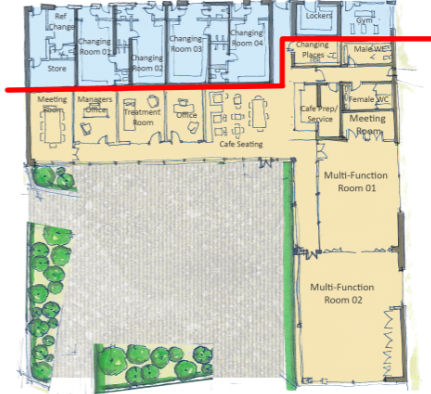 Ref
Change
Store
Changing
Room 01
Changing
Room 02
Changing
Room 03
Changing
Room 04
Lockers
Gym
Changing
Places
Male WC
Meeting
Room
Managers
Office
Treatment
Room
Office
Cafe Seating
Cafe Prep/
Service
Female WC
Meeting
Room
Multi-Function
Room 01
Multi-Function
Room 02